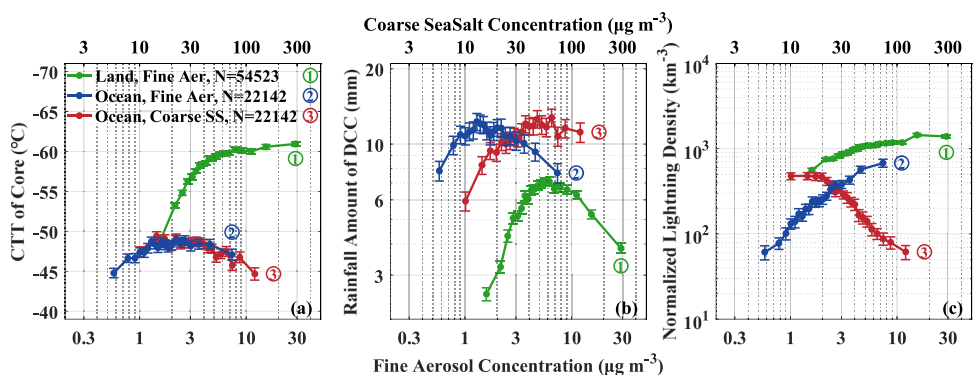 Coarse SeaSalt Concentration (µg m⁻³)
3 10 30 100 300
3 10 30 100 300
3 10 30 100 300
CTT of Core (°C)
-70
-65
-60
-55
-50
-45
-40
Land, Fine Aer, N=54523 ①
Ocean, Fine Aer, N=22142 ②
Ocean, Coarse SS, N=22142 ③
①
②
③
(a)
0.3 1 3 10 30
Rainfall Amount of DCC (mm)
20
10
6
3
③
②
①
(b)
0.3 1 3 10 30
Normalized Lightning Density (km⁻³)
10⁴
10³
10²
10¹
①
②
③
(c)
0.3 1 3 10 30
Fine Aerosol Concentration (µg m⁻³)